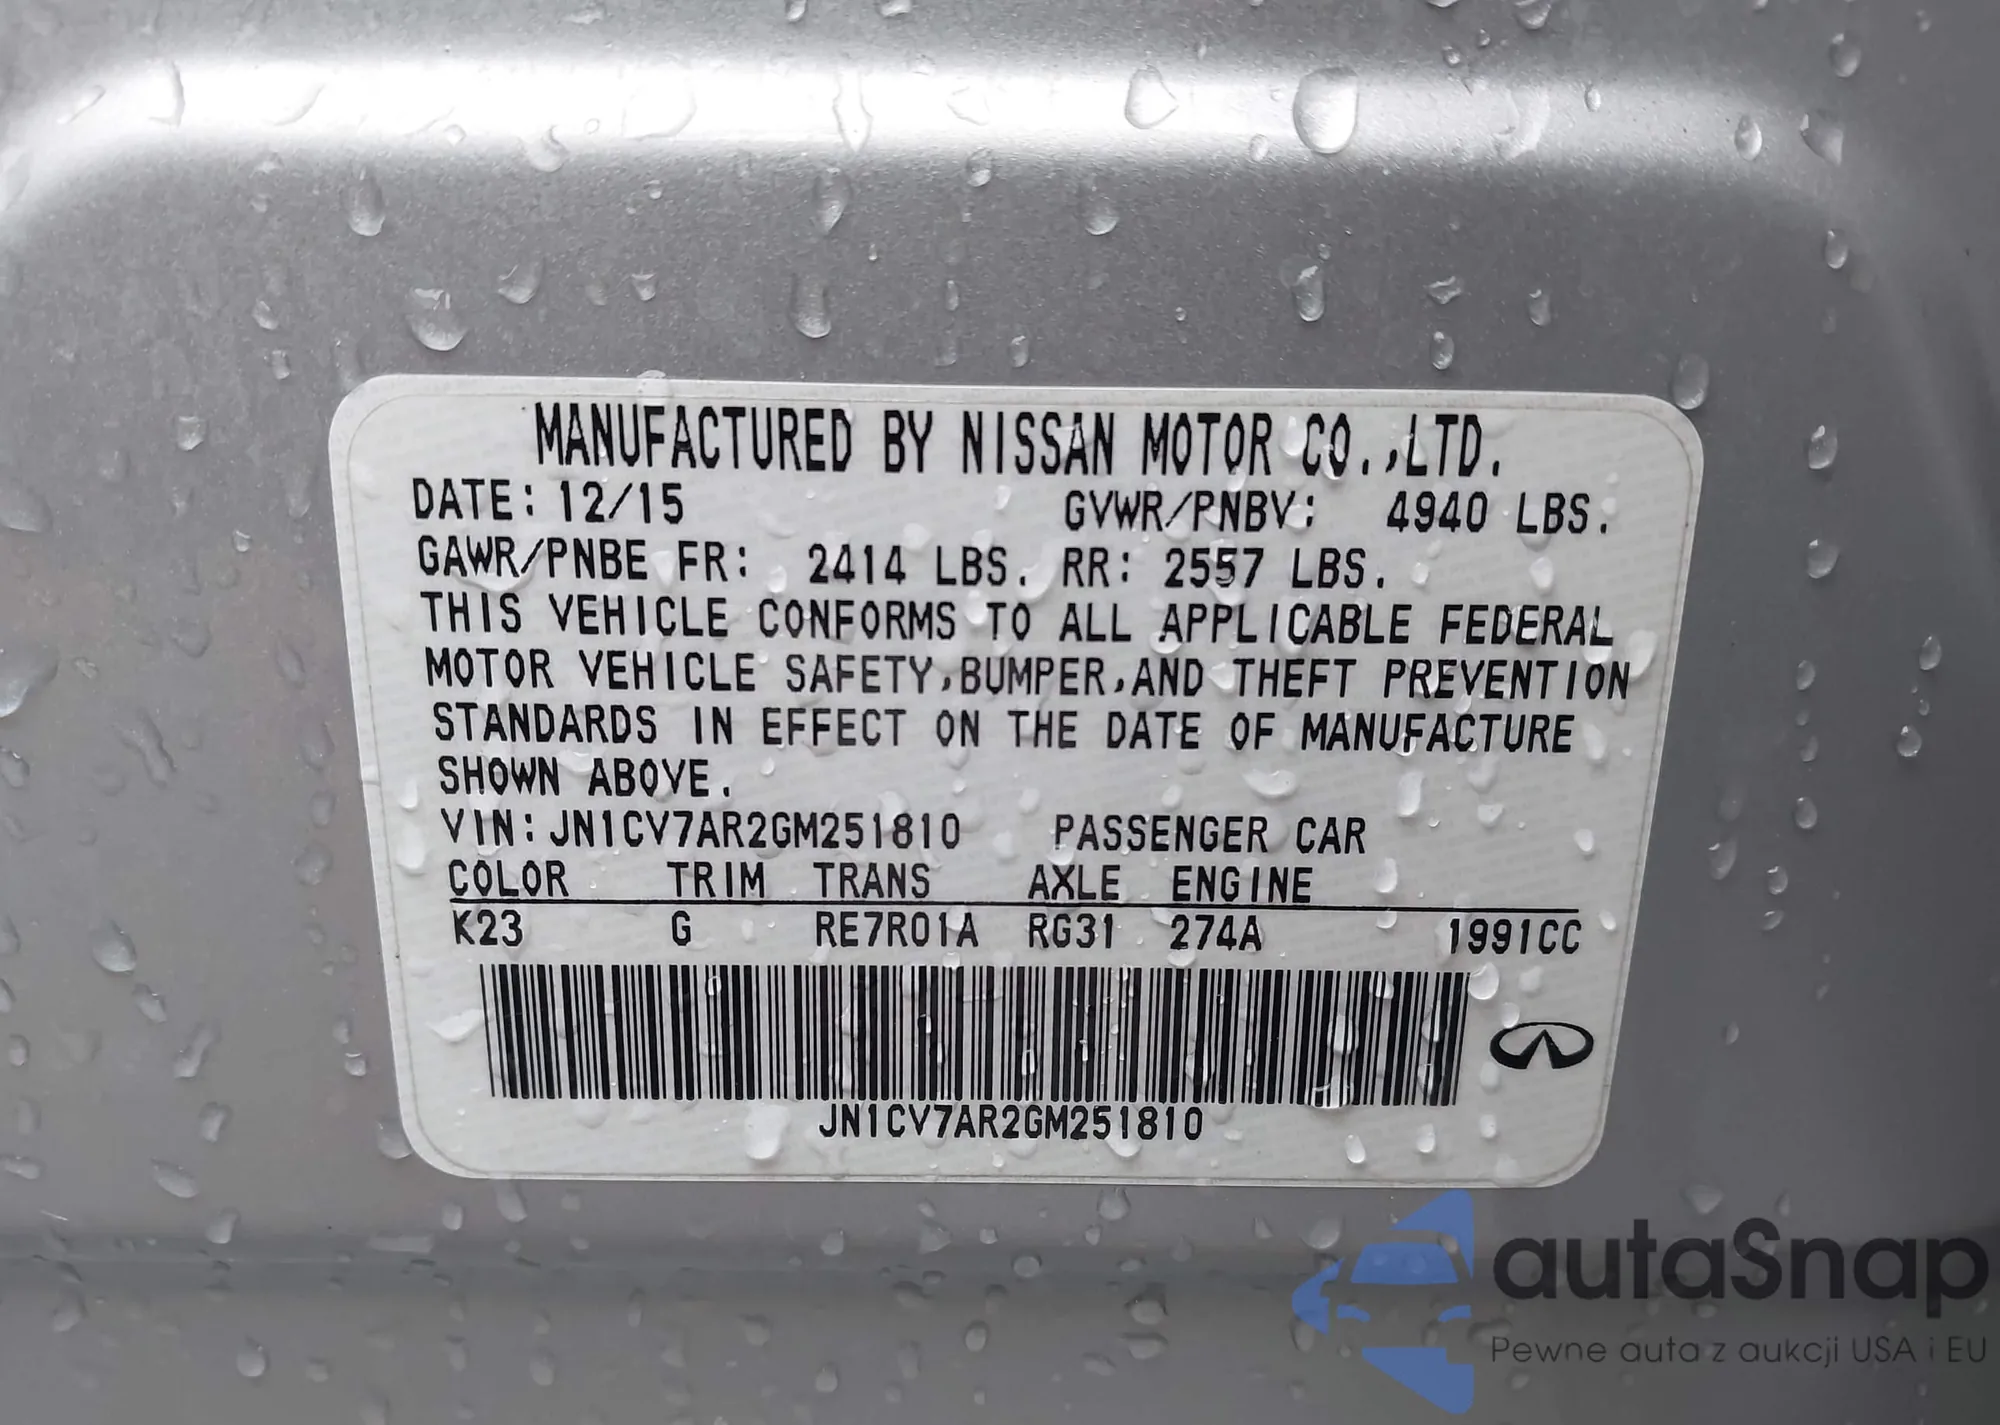 MANUFACTURED BY NISSAN MOTOR CO.,LTD.
DATE: 12/15 GVWR/PNBV: 4940 LBS.
GAWR/PNBE FR: 2414 LBS. RR: 2557 LBS.
THIS VEHICLE CONFORMS TO ALL APPLICABLE FEDERAL
MOTOR VEHICLE SAFETY,BUMPER,AND THEFT PREVENTION
STANDARDS IN EFFECT ON THE DATE OF MANUFACTURE
SHOWN ABOVE.
VIN: JN1CV7AR2GM251810 PASSENGER CAR
COLOR TRIM TRANS AXLE ENGINE
K23 G RE7R01A RG31 274A 1991CC
JN1CV7AR2GM251810
autaSnap
Pewne auta z aukcji USA i EU